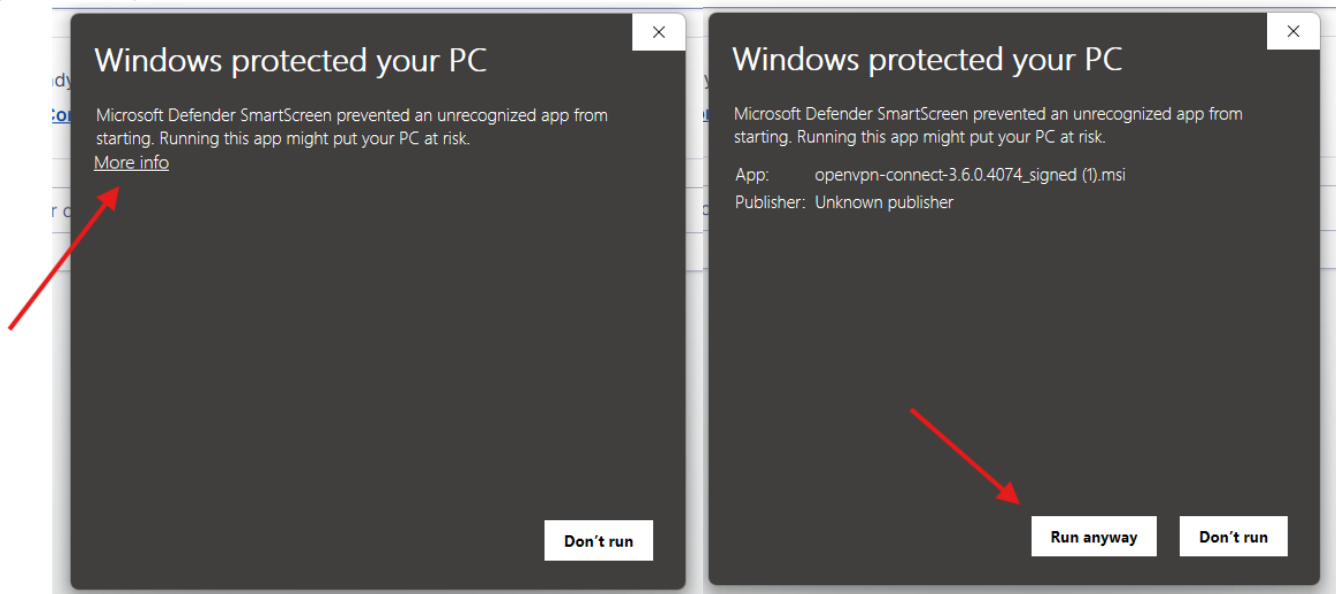 Windows protected your PC
Microsoft Defender SmartScreen prevented an unrecognized app from
starting. Running this app might put your PC at risk.
More info
Don't run
Windows protected your PC
Microsoft Defender SmartScreen prevented an unrecognized app from
starting. Running this app might put your PC at risk.
App: openvpn-connect-3.6.0.4074_signed (1).msi
Publisher: Unknown publisher
Run anyway Don't run